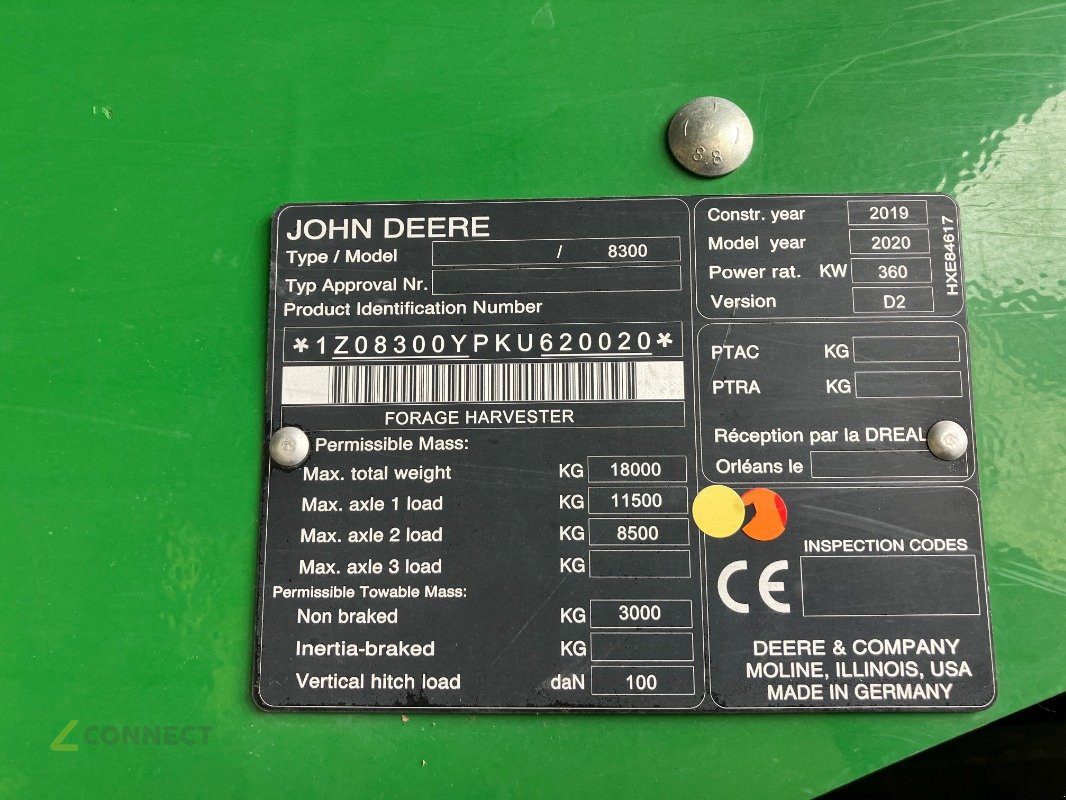 8.8
JOHN DEERE
Type / Model / 8300
Typ Approval Nr.
Product Identification Number
*1Z08300YPKU620020*
FORAGE HARVESTER
Permissible Mass:
Max. total weight KG 18000
Max. axle 1 load KG 11500
Max. axle 2 load KG 8500
Max. axle 3 load KG
Permissible Towable Mass:
Non braked KG 3000
Inertia-braked KG
Vertical hitch load daN 100
Constr. year 2019
Model year 2020
Power rat. KW 360
Version D2
HXE84617
PTAC KG
PTRA KG
Réception par la DREAL
Orléans le
INSPECTION CODES
CE
DEERE & COMPANY
MOLINE, ILLINOIS, USA
MADE IN GERMANY
CONNECT